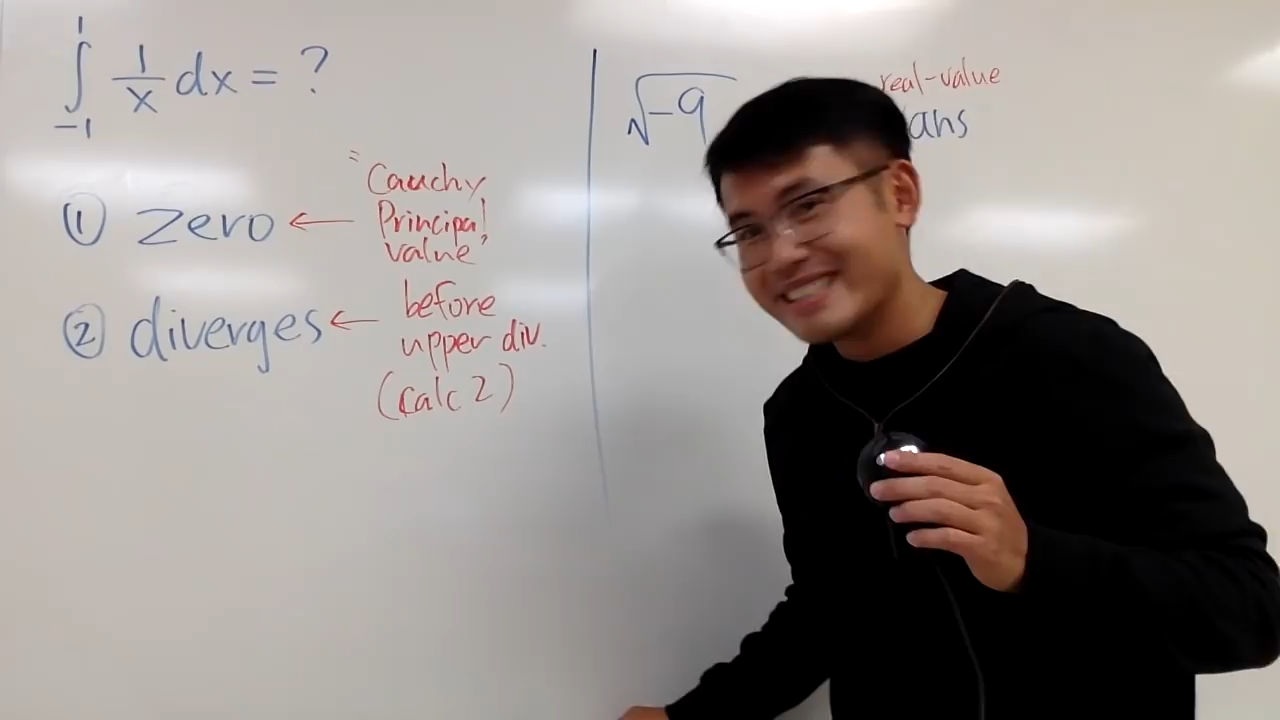 ∫₋₁¹ 1/x dx = ?
① zero ← "Cauchy
Principal
value"
② diverges ← before
upper div.
(calc 2)
√-9
real-value
ans